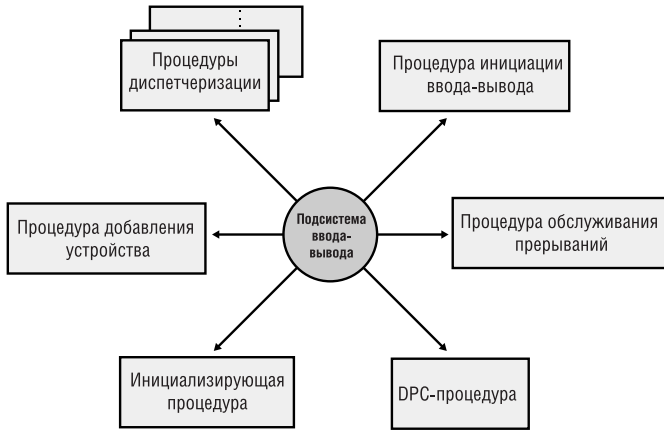 Процедуры
диспетчеризации
Процедура инициации
ввода-вывода
Процедура добавления
устройства
Подсистема
ввода-
вывода
Процедура обслуживания
прерываний
Инициализирующая
процедура
DPC-процедура